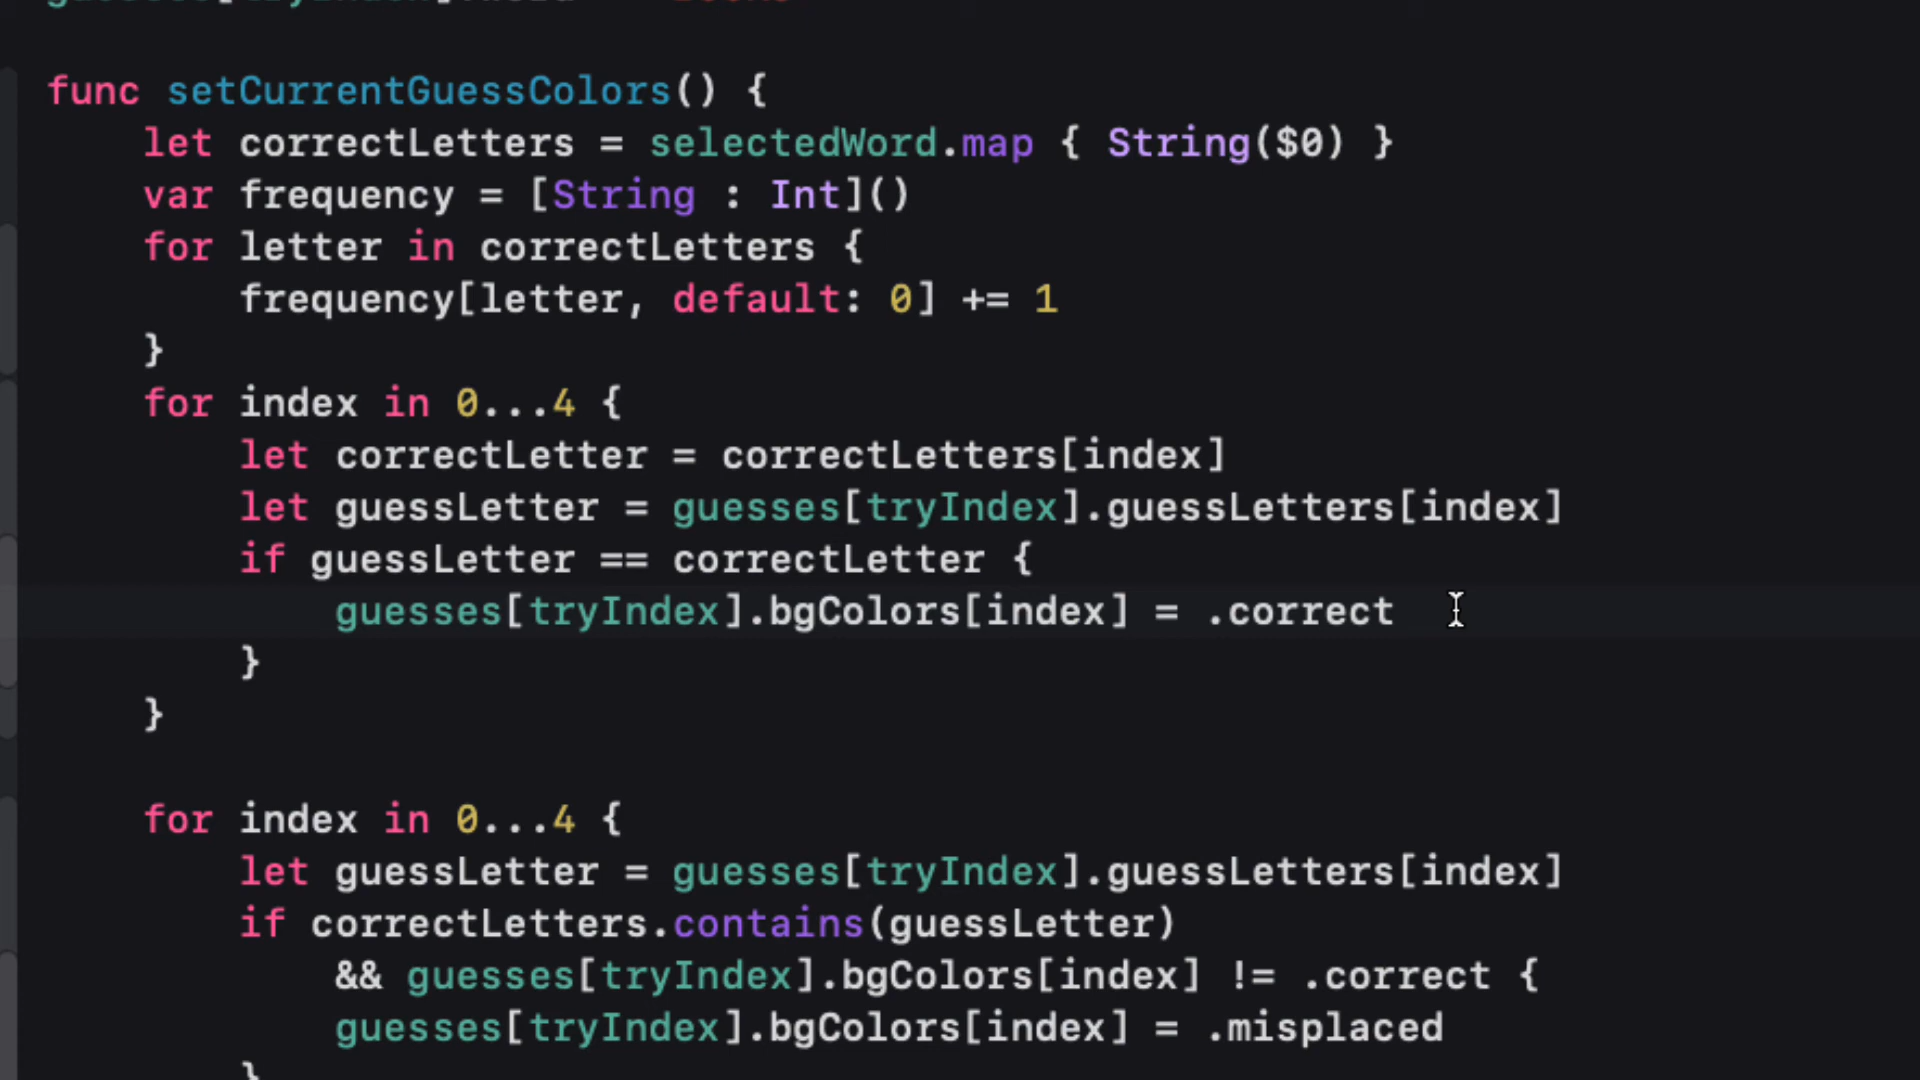 func setCurrentGuessColors() {
    let correctLetters = selectedWord.map { String($0) }
    var frequency = [String : Int]()
    for letter in correctLetters {
        frequency[letter, default: 0] += 1
    }
    for index in 0...4 {
        let correctLetter = correctLetters[index]
        let guessLetter = guesses[tryIndex].guessLetters[index]
        if guessLetter == correctLetter {
            guesses[tryIndex].bgColors[index] = .correct
        }
    }
    for index in 0...4 {
        let guessLetter = guesses[tryIndex].guessLetters[index]
        if correctLetters.contains(guessLetter)
            && guesses[tryIndex].bgColors[index] != .correct {
            guesses[tryIndex].bgColors[index] = .misplaced
        }